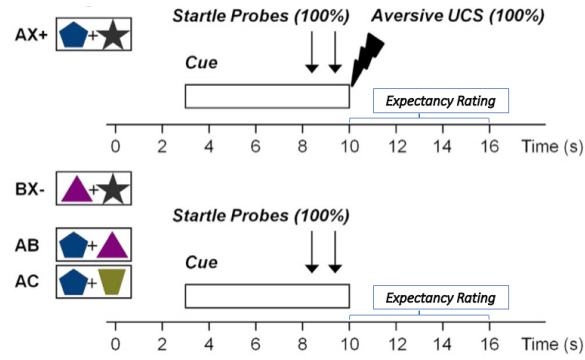 Startle Probes (100%) Aversive UCS (100%)
AX+ +
Cue
Expectancy Rating
0 2 4 6 8 10 12 14 16 Time (s)
BX- +
Startle Probes (100%)
AB +
Cue
AC +
Expectancy Rating
0 2 4 6 8 10 12 14 16 Time (s)